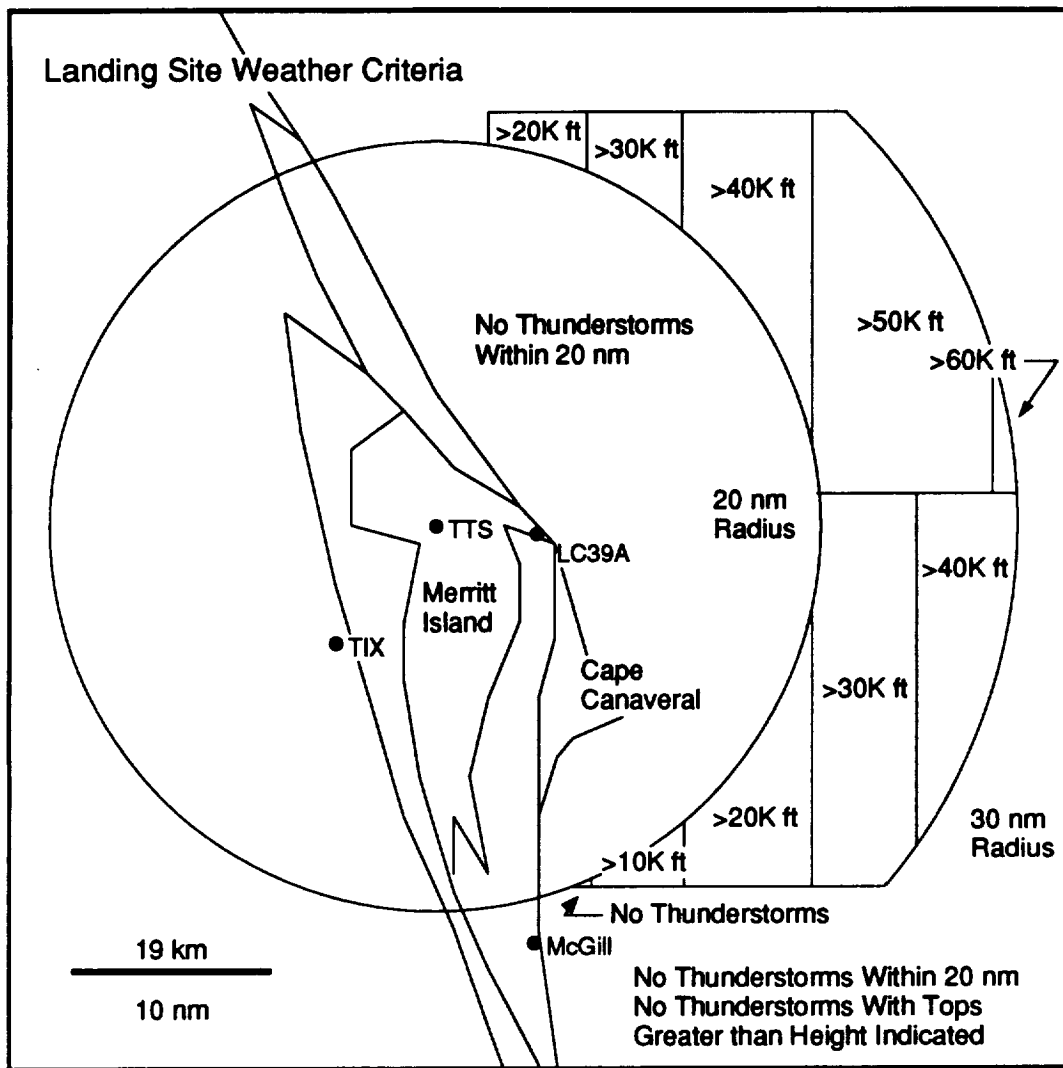 Landing Site Weather Criteria
>20K ft
>30K ft
>40K ft
No Thunderstorms
Within 20 nm
>50K ft
>60K ft
20 nm
Radius
TTS
LC39A
>40K ft
Merritt
Island
TIX
Cape
Canaveral
>30K ft
>20K ft
30 nm
Radius
>10K ft
No Thunderstorms
McGill
19 km
10 nm
No Thunderstorms Within 20 nm
No Thunderstorms With Tops
Greater than Height Indicated